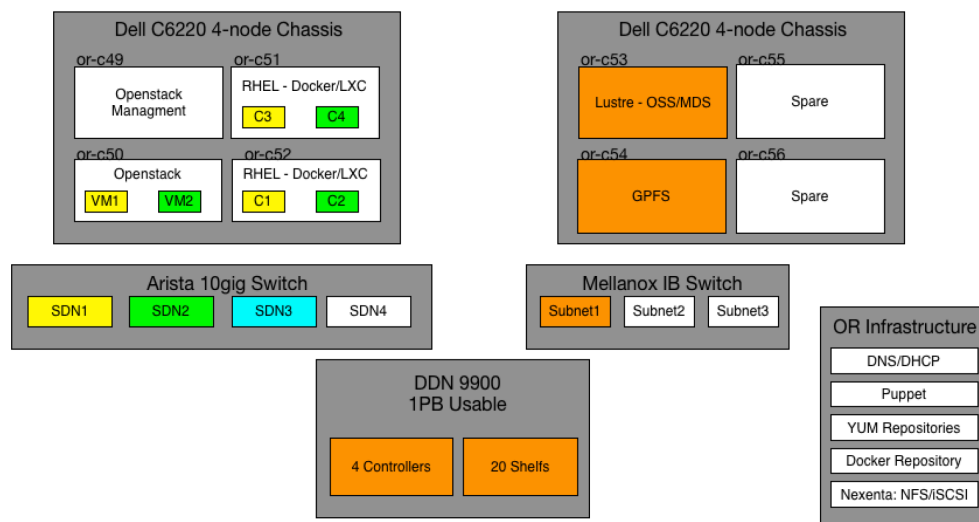 Dell C6220 4-node Chassis
or-c49
Openstack
Managment
or-c51
RHEL - Docker/LXC
C3
C4
or-c50
Openstack
VM1
VM2
or-c52
RHEL - Docker/LXC
C1
C2
Dell C6220 4-node Chassis
or-c53
Lustre - OSS/MDS
or-c55
Spare
or-c54
GPFS
or-c56
Spare
Arista 10gig Switch
SDN1
SDN2
SDN3
SDN4
Mellanox IB Switch
Subnet1
Subnet2
Subnet3
DDN 9900
1PB Usable
4 Controllers
20 Shelfs
OR Infrastructure
DNS/DHCP
Puppet
YUM Repositories
Docker Repository
Nexenta: NFS/iSCSI